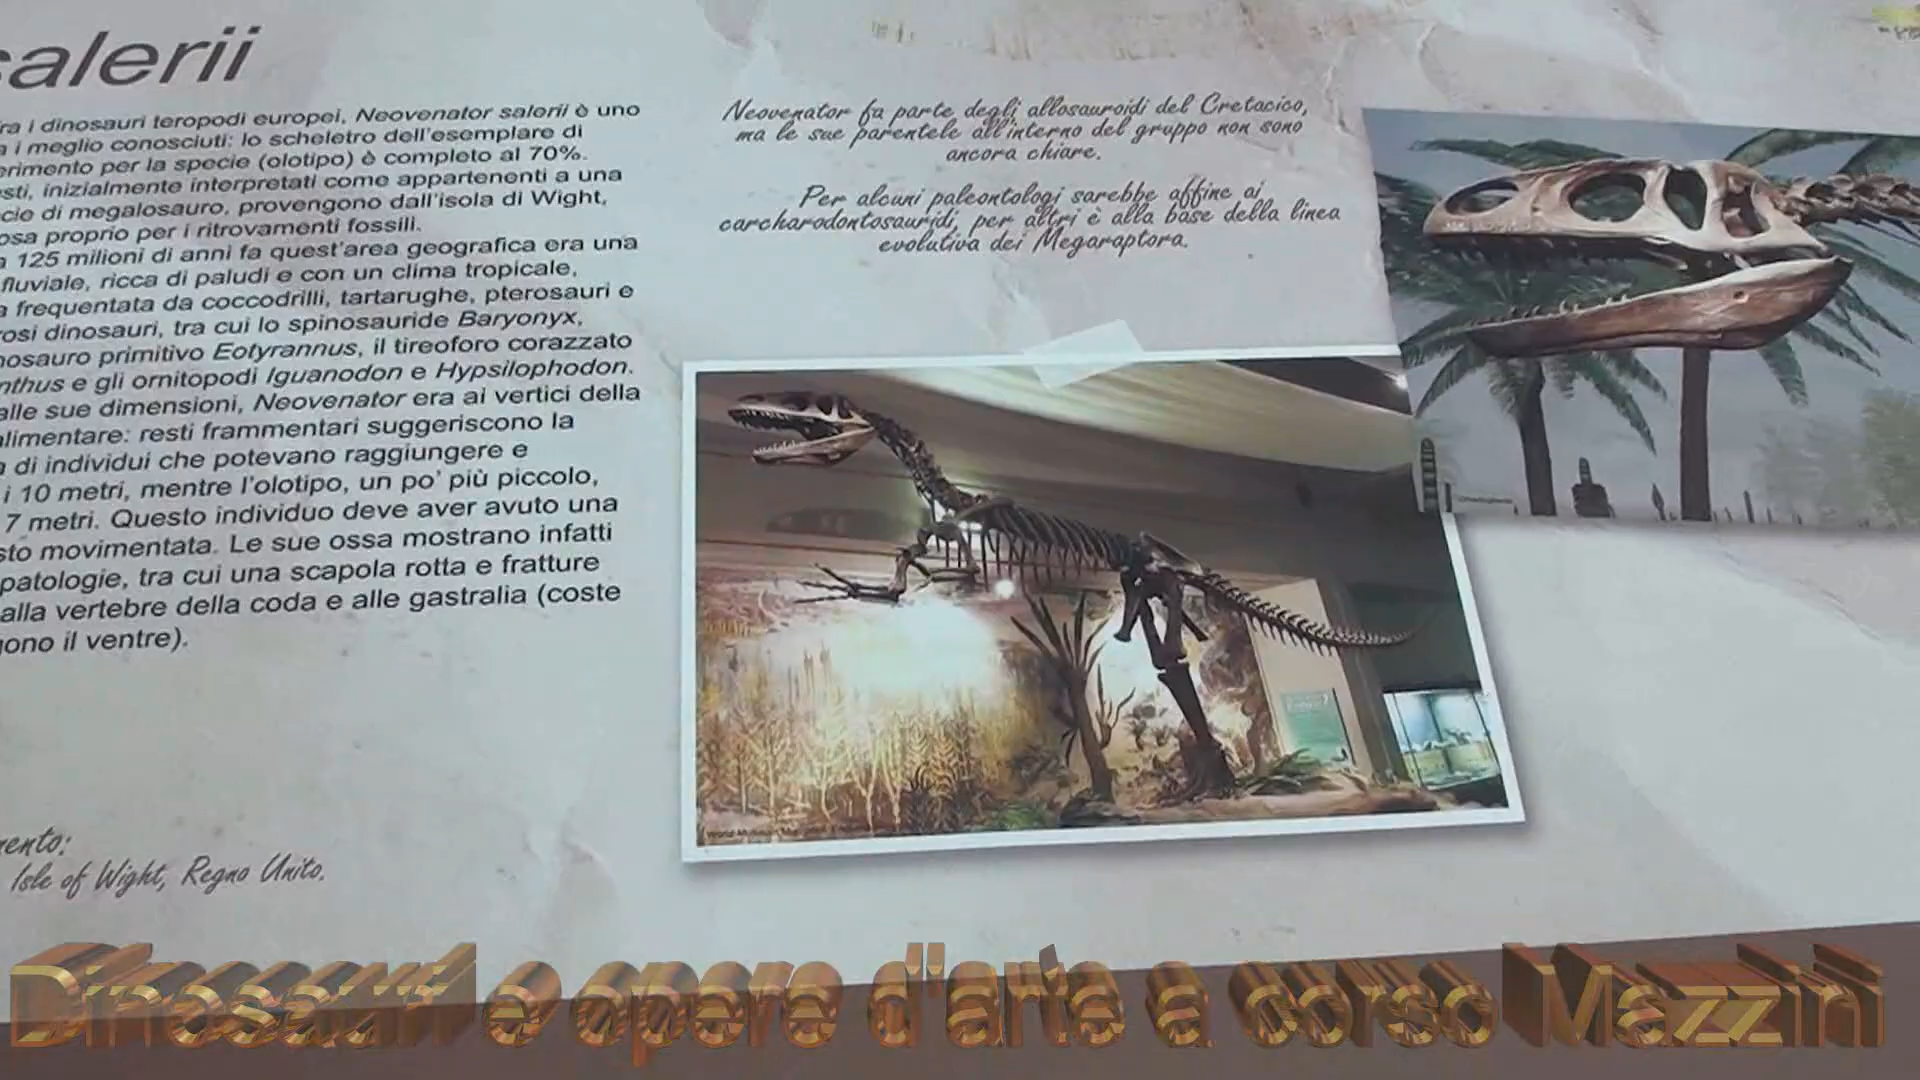 salerii
ra i dinosauri teropodi europei, Neovenator salerii è uno
a i meglio conosciuti: lo scheletro dell'esemplare di
erimento per la specie (olotipo) è completo al 70%.
sti, inizialmente interpretati come appartenenti a una
cie di megalosauro, provengono dall'isola di Wight,
osa proprio per i ritrovamenti fossili.
a 125 milioni di anni fa quest'area geografica era una
fluviale, ricca di paludi e con un clima tropicale,
a frequentata da coccodrilli, tartarughe, pterosauri e
rosi dinosauri, tra cui lo spinosauride Baryonyx,
nosauro primitivo Eotyrannus, il tireoforo corazzato
nthus e gli ornitopodi Iguanodon e Hypsilophodon.
alle sue dimensioni, Neovenator era ai vertici della
alimentare: resti frammentari suggeriscono la
a di individui che potevano raggiungere e
i 10 metri, mentre l'olotipo, un po' più piccolo,
7 metri. Questo individuo deve aver avuto una
sto movimentata. Le sue ossa mostrano infatti
patologie, tra cui una scapola rotta e fratture
alla vertebre della coda e alle gastralia (coste
gono il ventre).
mento:
Isle of Wight, Regno Unito.
Neovenator fa parte degli allosauroidi del Cretacico,
ma le sue parentele all'interno del gruppo non sono
ancora chiare.
Per alcuni paleontologi sarebbe affine ai
carcharodontosauridi, per altri è alla base della linea
evolutiva dei Megaraptora.
Dinosauri e opere d'arte a corso Mazzini